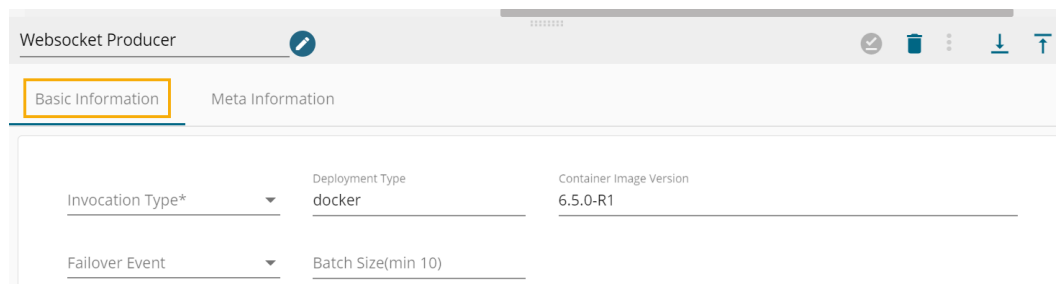 Websocket Producer
Basic Information
Meta Information
Deployment Type
Container Image Version
Invocation Type*
docker
6.5.0-R1
Failover Event
Batch Size(min 10)